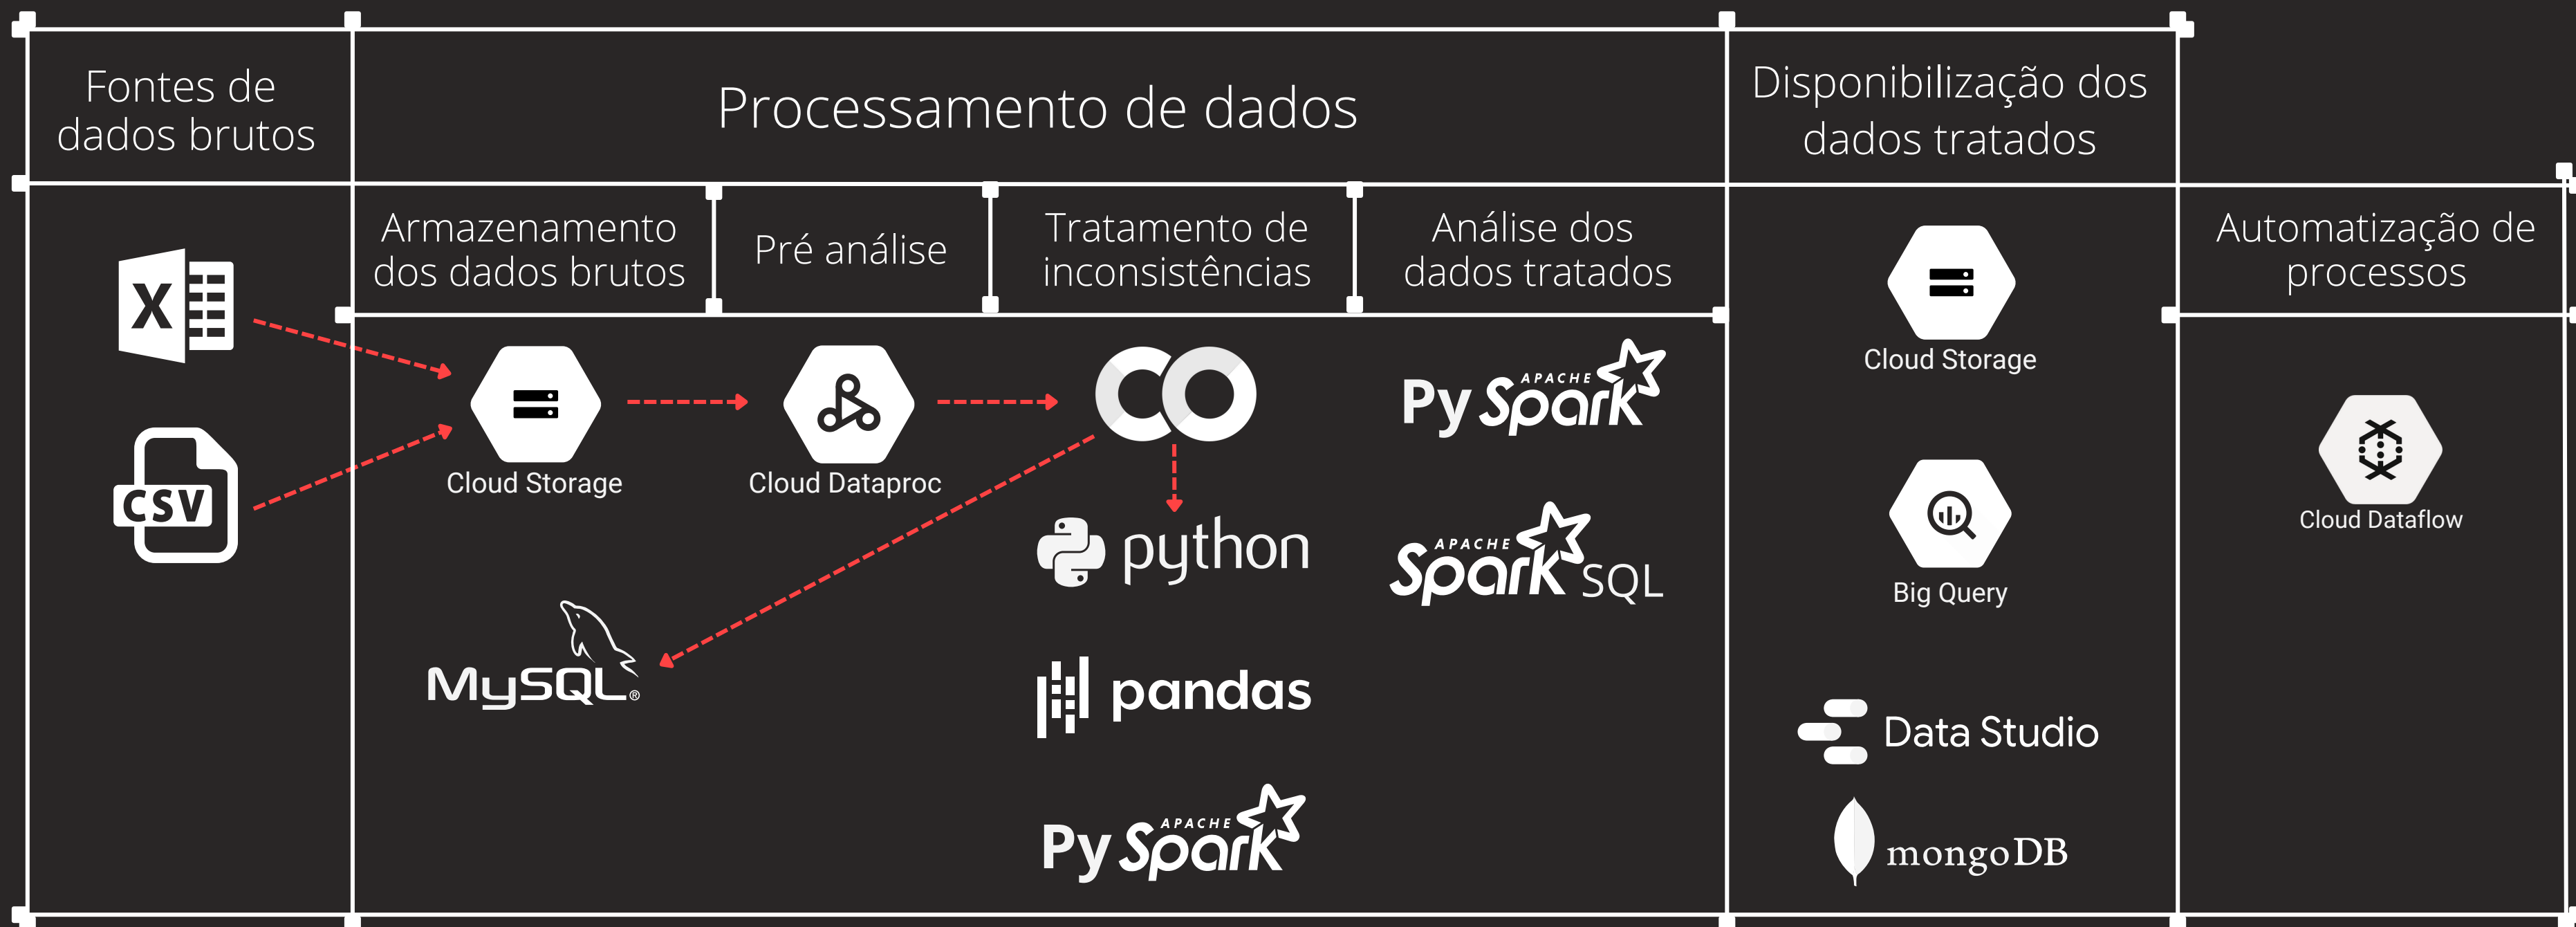 Fontes de
dados brutos
Processamento de dados
Disponibilização dos
dados tratados
Armazenamento
dos dados brutos
Pré análise
Tratamento de
inconsistências
Análise dos
dados tratados
Automatização de
processos
X
CSV
Cloud Storage
MySQL®
Cloud Dataproc
CO
python
pandas
Py APACHE Spark
Py APACHE Spark
APACHE Spark SQL
Cloud Storage
Big Query
Data Studio
mongoDB
Cloud Dataflow